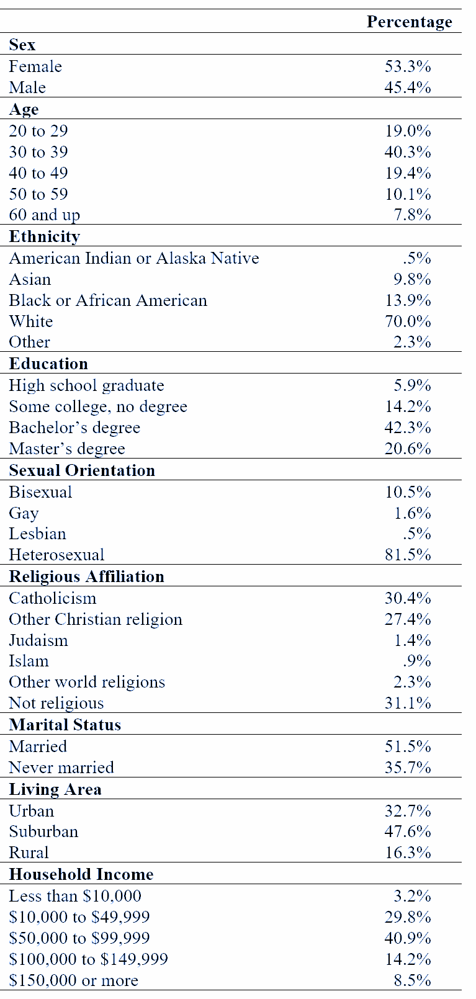 Percentage
Sex
Female 53.3%
Male 45.4%
Age
20 to 29 19.0%
30 to 39 40.3%
40 to 49 19.4%
50 to 59 10.1%
60 and up 7.8%
Ethnicity
American Indian or Alaska Native .5%
Asian 9.8%
Black or African American 13.9%
White 70.0%
Other 2.3%
Education
High school graduate 5.9%
Some college, no degree 14.2%
Bachelor’s degree 42.3%
Master’s degree 20.6%
Sexual Orientation
Bisexual 10.5%
Gay 1.6%
Lesbian .5%
Heterosexual 81.5%
Religious Affiliation
Catholicism 30.4%
Other Christian religion 27.4%
Judaism 1.4%
Islam .9%
Other world religions 2.3%
Not religious 31.1%
Marital Status
Married 51.5%
Never married 35.7%
Living Area
Urban 32.7%
Suburban 47.6%
Rural 16.3%
Household Income
Less than $10,000 3.2%
$10,000 to $49,999 29.8%
$50,000 to $99,999 40.9%
$100,000 to $149,999 14.2%
$150,000 or more 8.5%